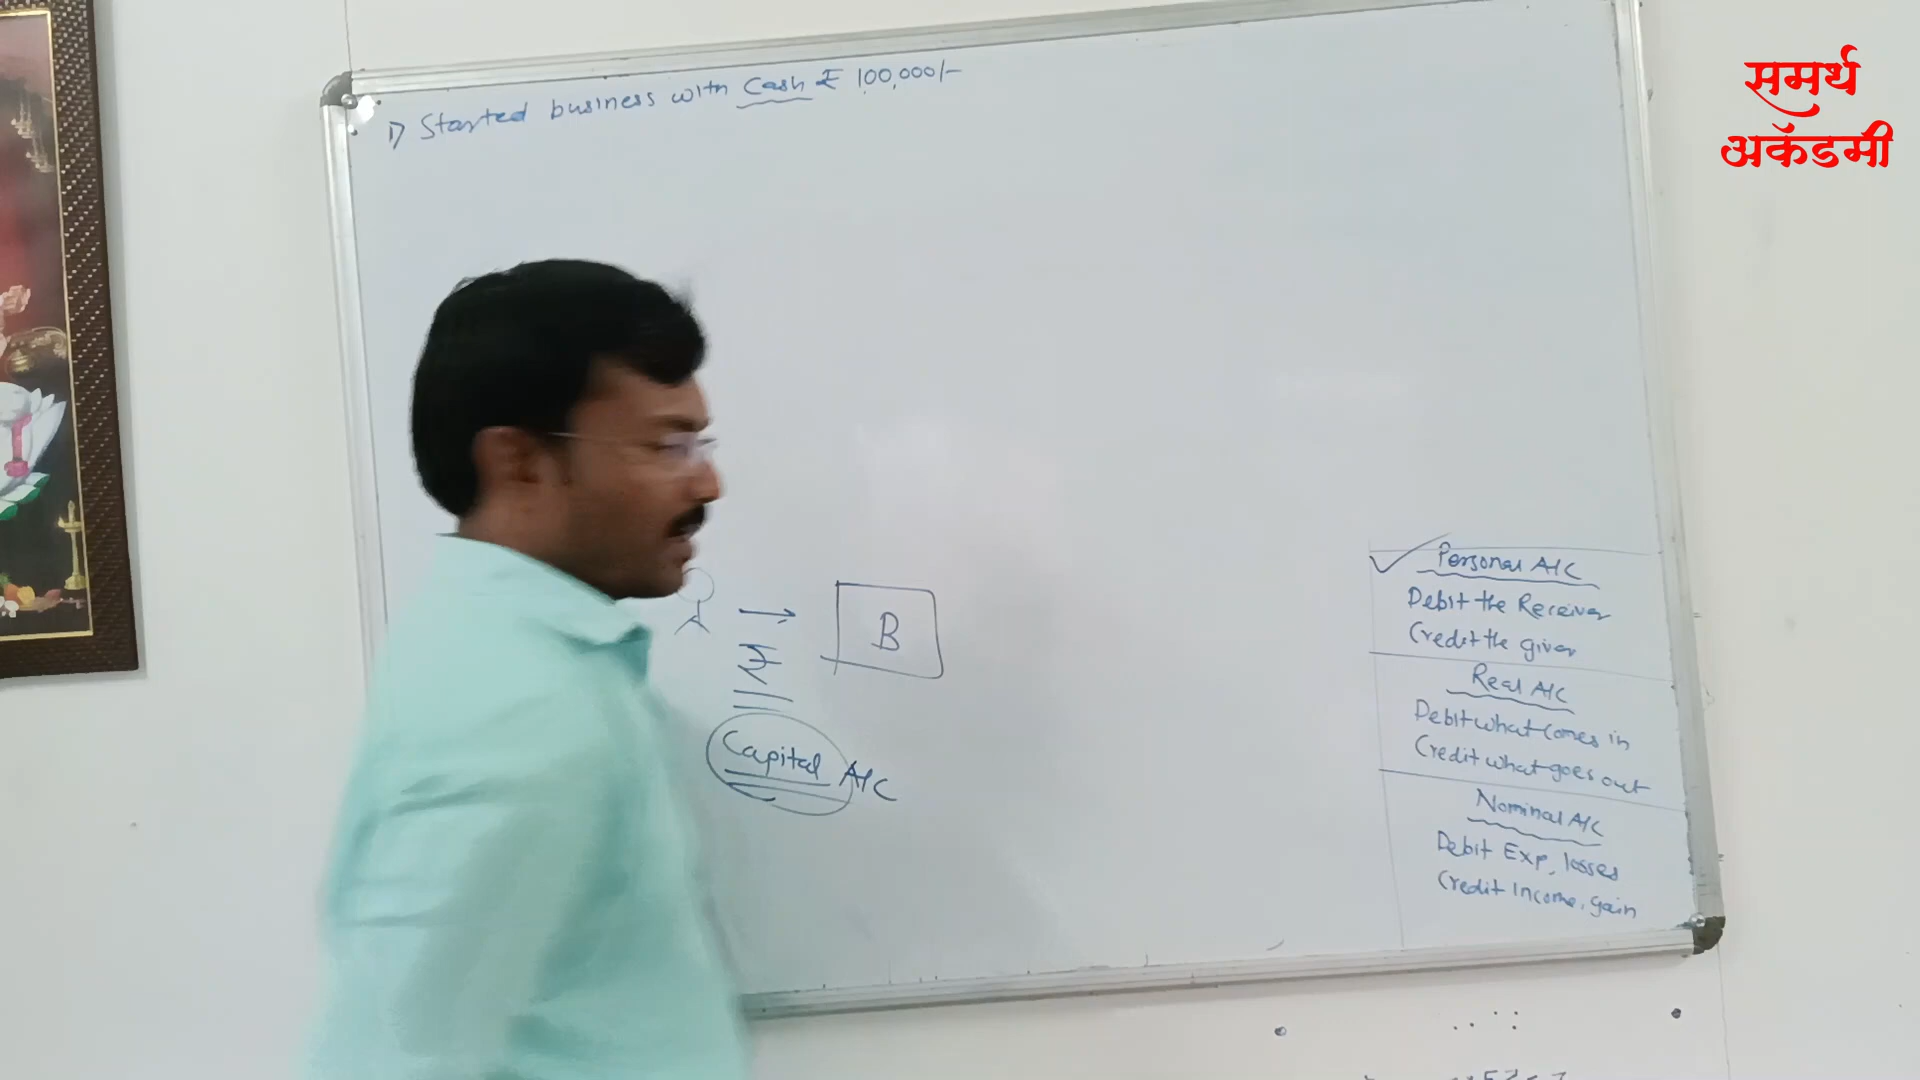 1) Started business with Cash ₹ 100,000/-
समर्थ
अकॅडमी
B
₹
Capital A/C
Personal A/C
Debit the Receiver
Credit the giver
Real A/C
Debit what comes in
Credit what goes out
Nominal A/C
Debit Exp, losses
Credit Income, gain